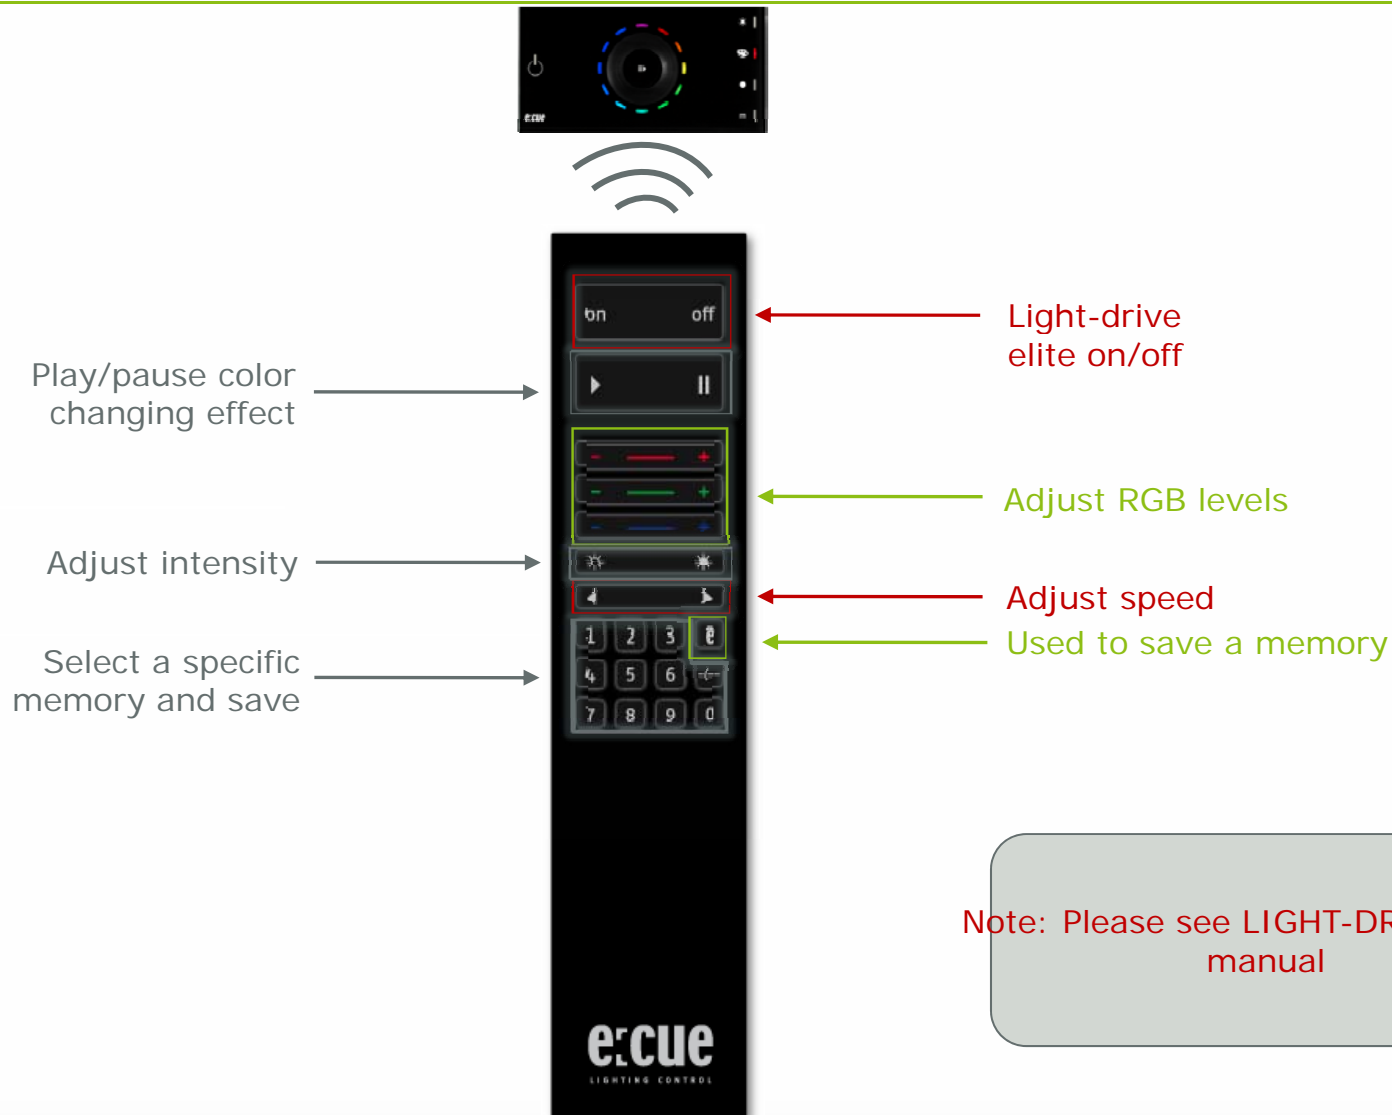 e:cue
on off
Light-drive
elite on/off
Play/pause color
changing effect
Adjust RGB levels
Adjust intensity
Adjust speed
1 2 3
Used to save a memory
Select a specific
memory and save
4 5 6
7 8 9 0
Note: Please see LIGHT-DR
manual
e:cue
LIGHTING CONTROL